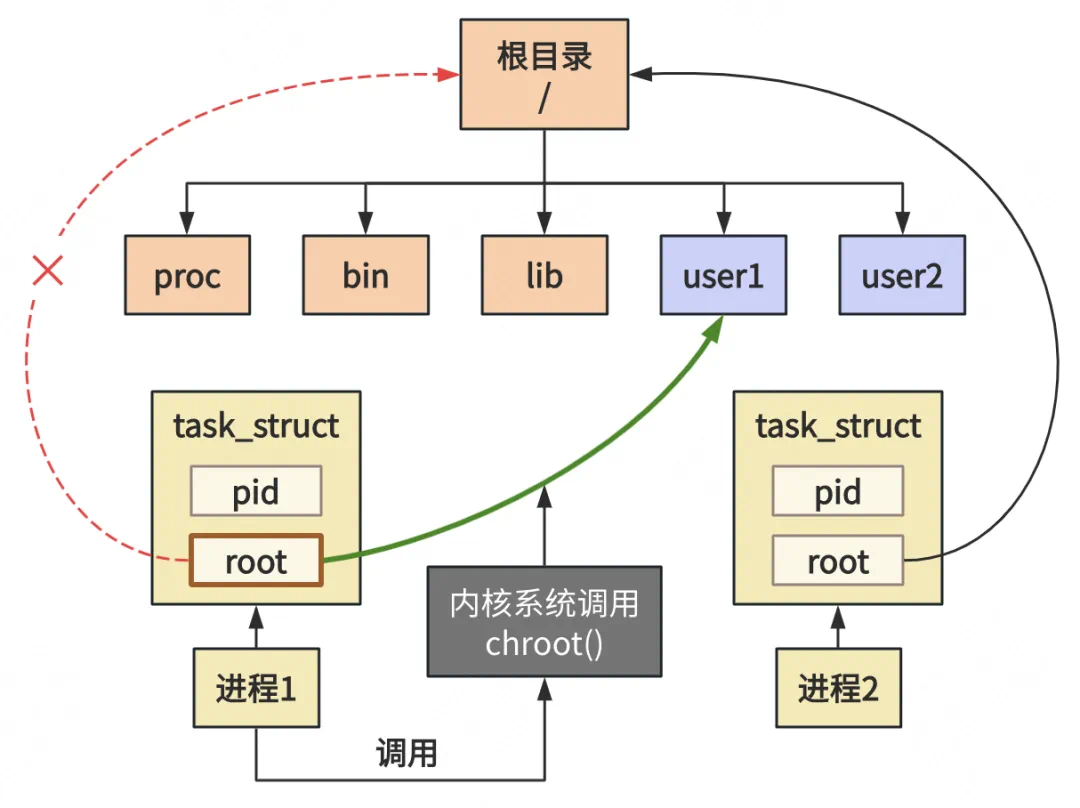 根目录
/
proc
bin
lib
user1
user2
task_struct
pid
root
task_struct
pid
root
内核系统调用
chroot()
进程1
进程2
调用